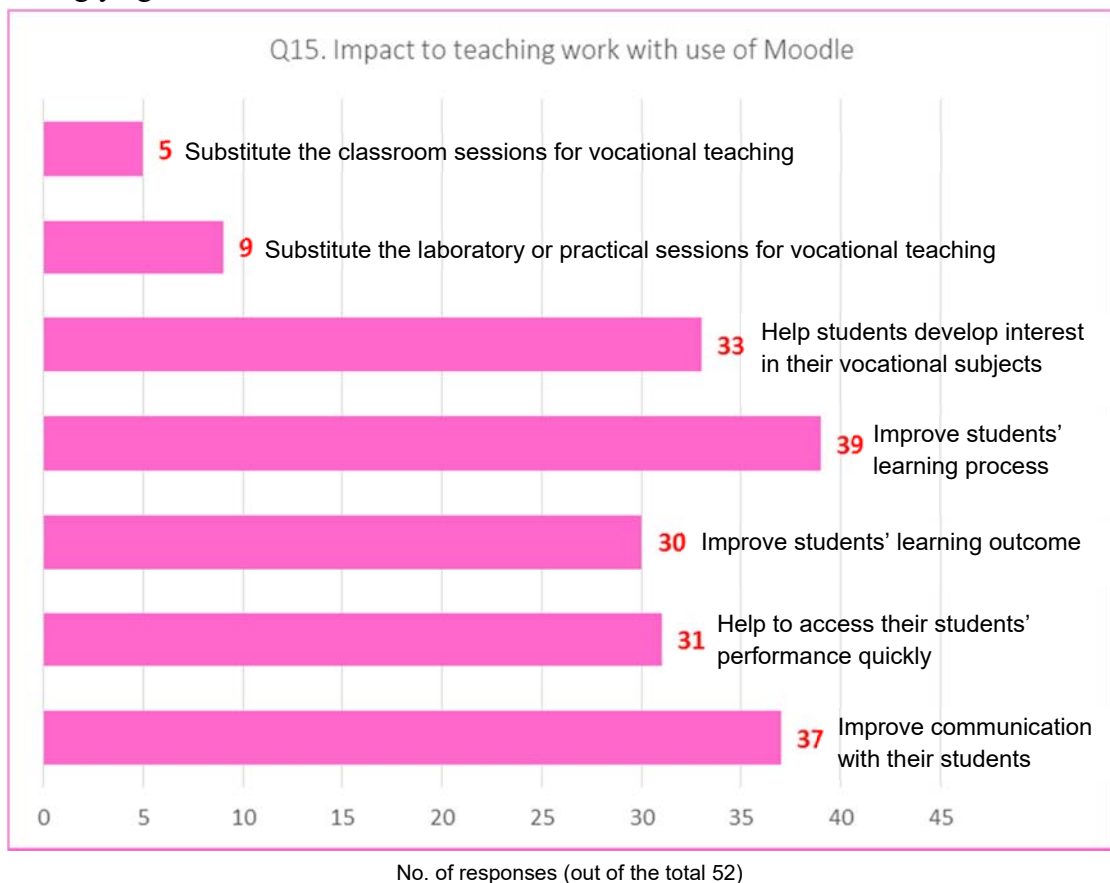 Q15. Impact to teaching work with use of Moodle
5 Substitute the classroom sessions for vocational teaching
9 Substitute the laboratory or practical sessions for vocational teaching
33 Help students develop interest
in their vocational subjects
39 Improve students’
learning process
30 Improve students’ learning outcome
31 Help to access their students’
performance quickly
37 Improve communication
with their students
0 5 10 15 20 25 30 35 40 45
No. of responses (out of the total 52)